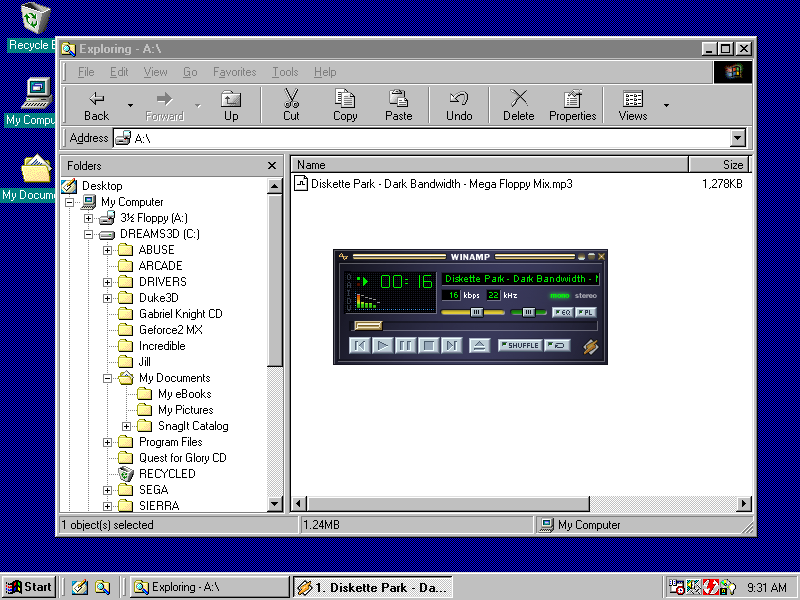 Recycle
Exploring - A:\
File Edit View Go Favorites Tools Help
Back Forward Up Cut Copy Paste Undo Delete Properties Views
My Compu
Address A:\
Folders
Name Size
Desktop
Diskette Park - Dark Bandwidth - Mega Floppy Mix.mp3 1,278KB
My Docum
My Computer
3½ Floppy (A:)
DREAMS3D (C:)
ABUSE
ARCADE
DRIVERS
Duke3D
Gabriel Knight CD
Geforce2 MX
Incredible
Jill
My Documents
My eBooks
My Pictures
SnagIt Catalog
Program Files
Quest for Glory CD
RECYCLED
SEGA
SIERRA
WINAMP
OAIDV
00:16
Diskette Park - Dark Bandwidth -
16 kbps 22 kHz mono stereo
EQ PL
SHUFFLE
1 object(s) selected 1.24MB My Computer
Start Exploring - A:\ 1. Diskette Park - Da... 9:31 AM